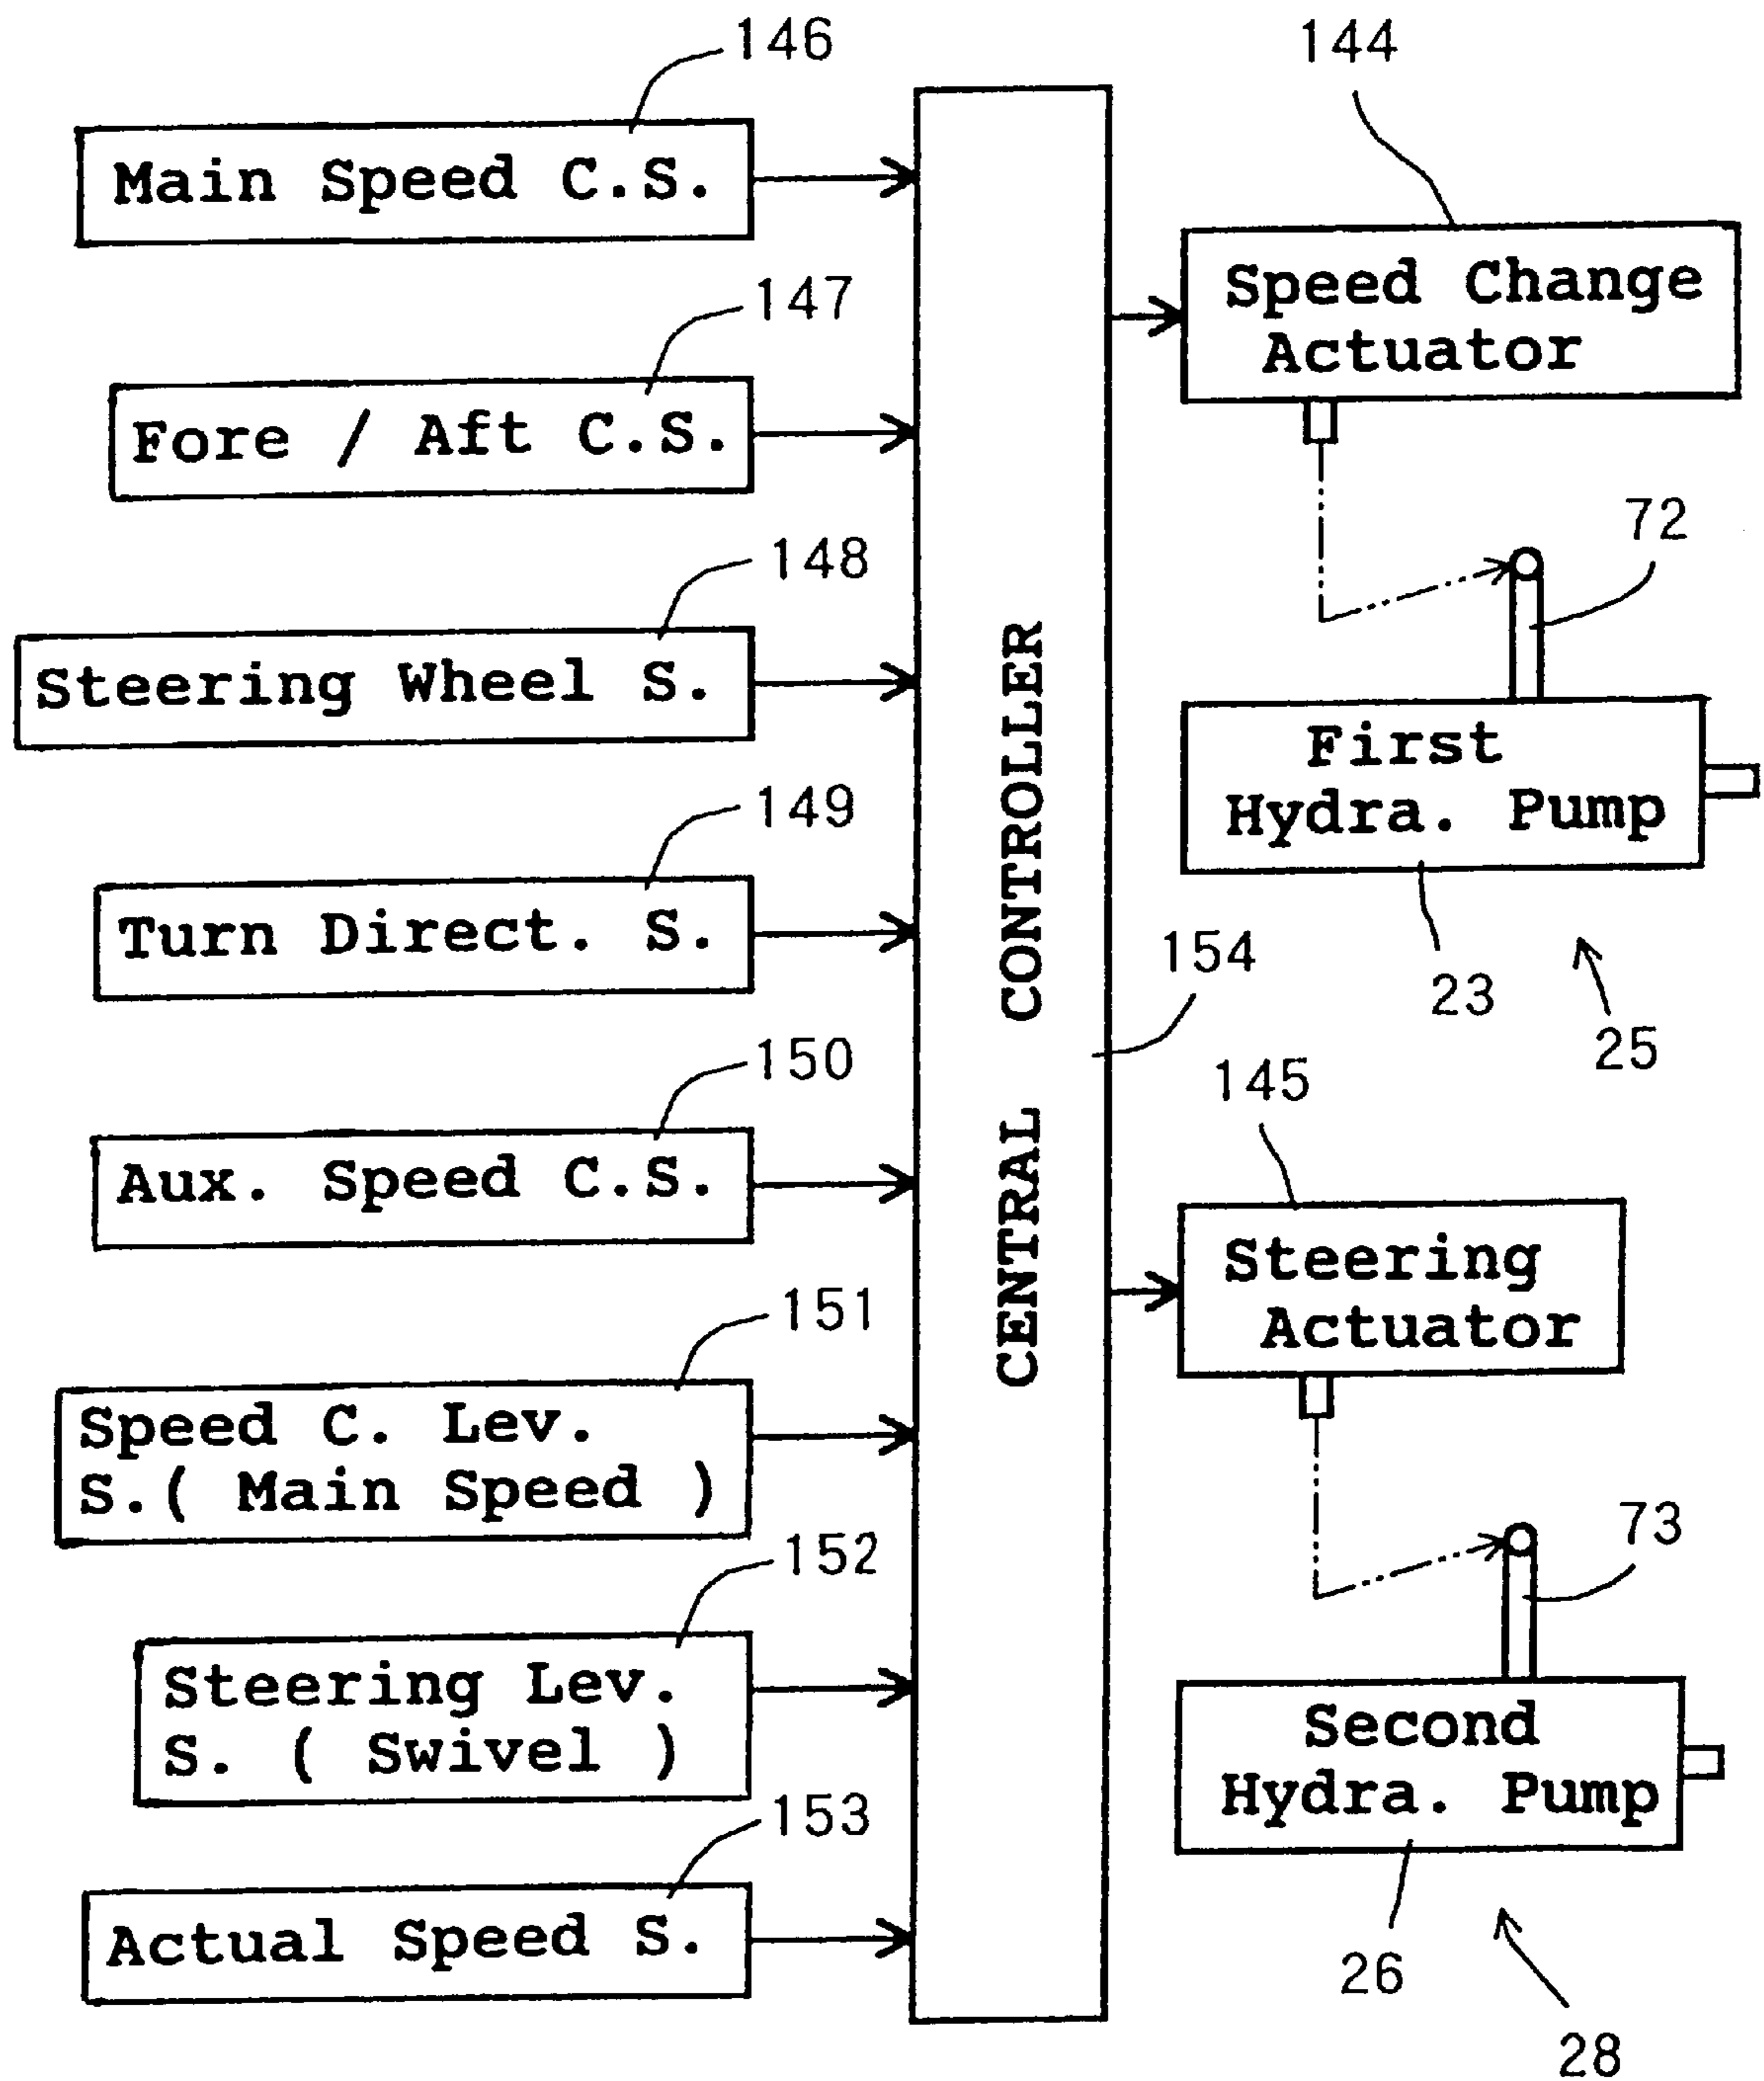 146
Main Speed C.S.
147
Fore / Aft C.S.
148
Steering Wheel S.
149
Turn Direct. S.
150
Aux. Speed C.S.
151
Speed C. Lev.
S.( Main Speed )
152
Steering Lev.
S. ( Swivel )
153
Actual Speed S.
CENTRAL CONTROLLER
154
144
Speed Change
Actuator
72
First
Hydra. Pump
23
25
145
Steering
Actuator
73
Second
Hydra. Pump
26
28